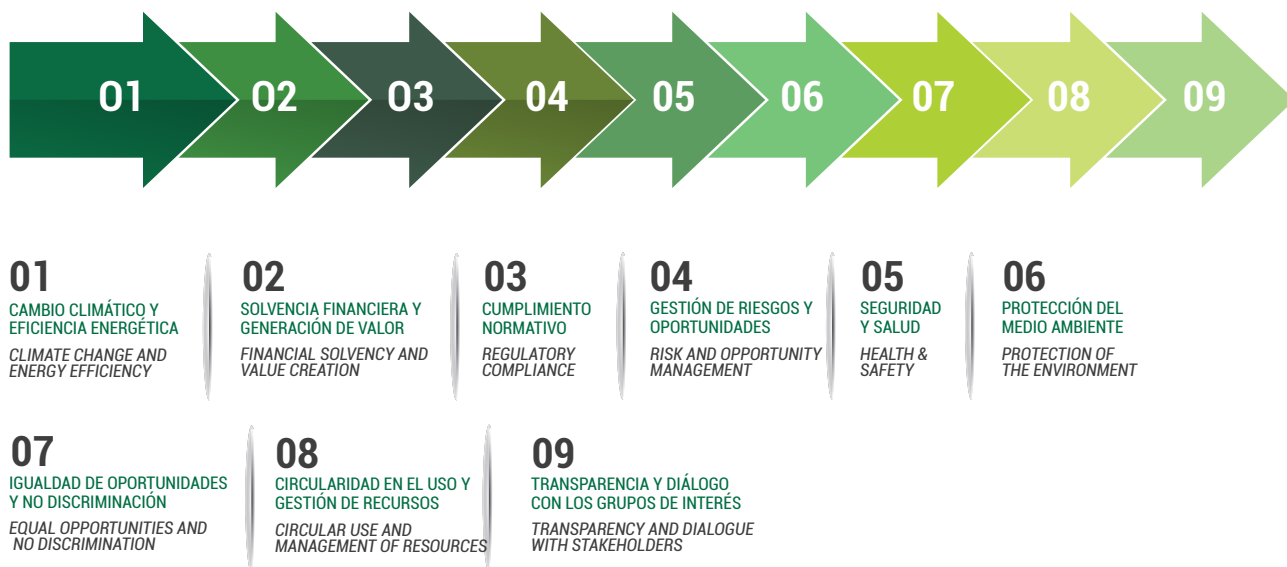 01 02 03 04 05 06 07 08 09
01
CAMBIO CLIMÁTICO Y
EFICIENCIA ENERGÉTICA
CLIMATE CHANGE AND
ENERGY EFFICIENCY
02
SOLVENCIA FINANCIERA Y
GENERACIÓN DE VALOR
FINANCIAL SOLVENCY AND
VALUE CREATION
03
CUMPLIMIENTO
NORMATIVO
REGULATORY
COMPLIANCE
04
GESTIÓN DE RIESGOS Y
OPORTUNIDADES
RISK AND OPPORTUNITY
MANAGEMENT
05
SEGURIDAD
Y SALUD
HEALTH &
SAFETY
06
PROTECCIÓN DEL
MEDIO AMBIENTE
PROTECTION OF
THE ENVIRONMENT
07
IGUALDAD DE OPORTUNIDADES
Y NO DISCRIMINACIÓN
EQUAL OPPORTUNITIES AND
NO DISCRIMINATION
08
CIRCULARIDAD EN EL USO Y
GESTIÓN DE RECURSOS
CIRCULAR USE AND
MANAGEMENT OF RESOURCES
09
TRANSPARENCIA Y DIÁLOGO
CON LOS GRUPOS DE INTERÉS
TRANSPARENCY AND DIALOGUE
WITH STAKEHOLDERS